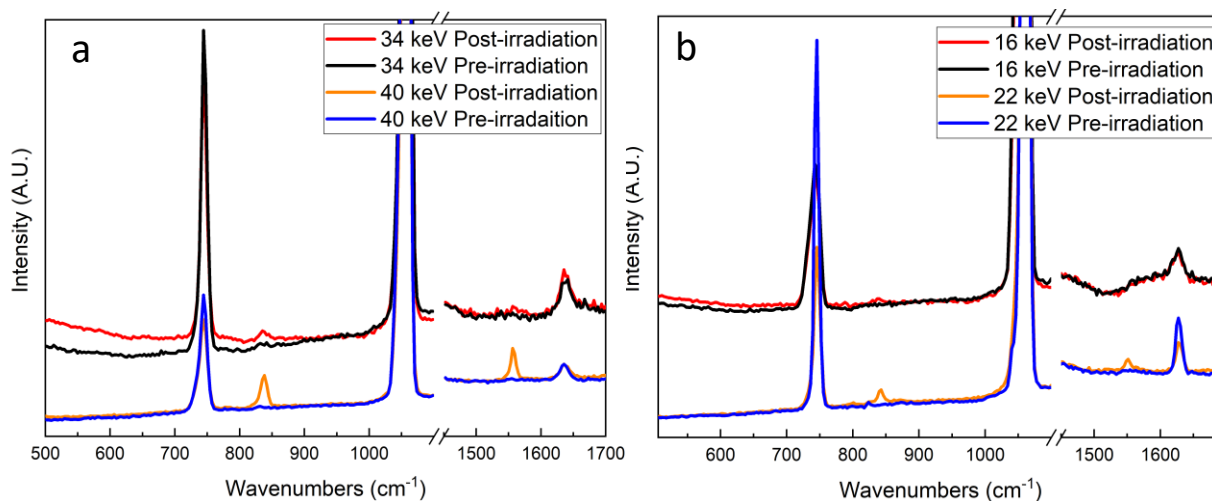 a
34 keV Post-irradiation
34 keV Pre-irradiation
40 keV Post-irradiation
40 keV Pre-irradaition
Intensity (A.U.)
500 600 700 800 900 1000 1500 1600 1700
Wavenumbers (cm-1)
b
16 keV Post-irradiation
16 keV Pre-irradiation
22 keV Post-irradiation
22 keV Pre-irradiation
Intensity (A.U.)
600 700 800 900 1000 1500 1600
Wavenumbers (cm-1)